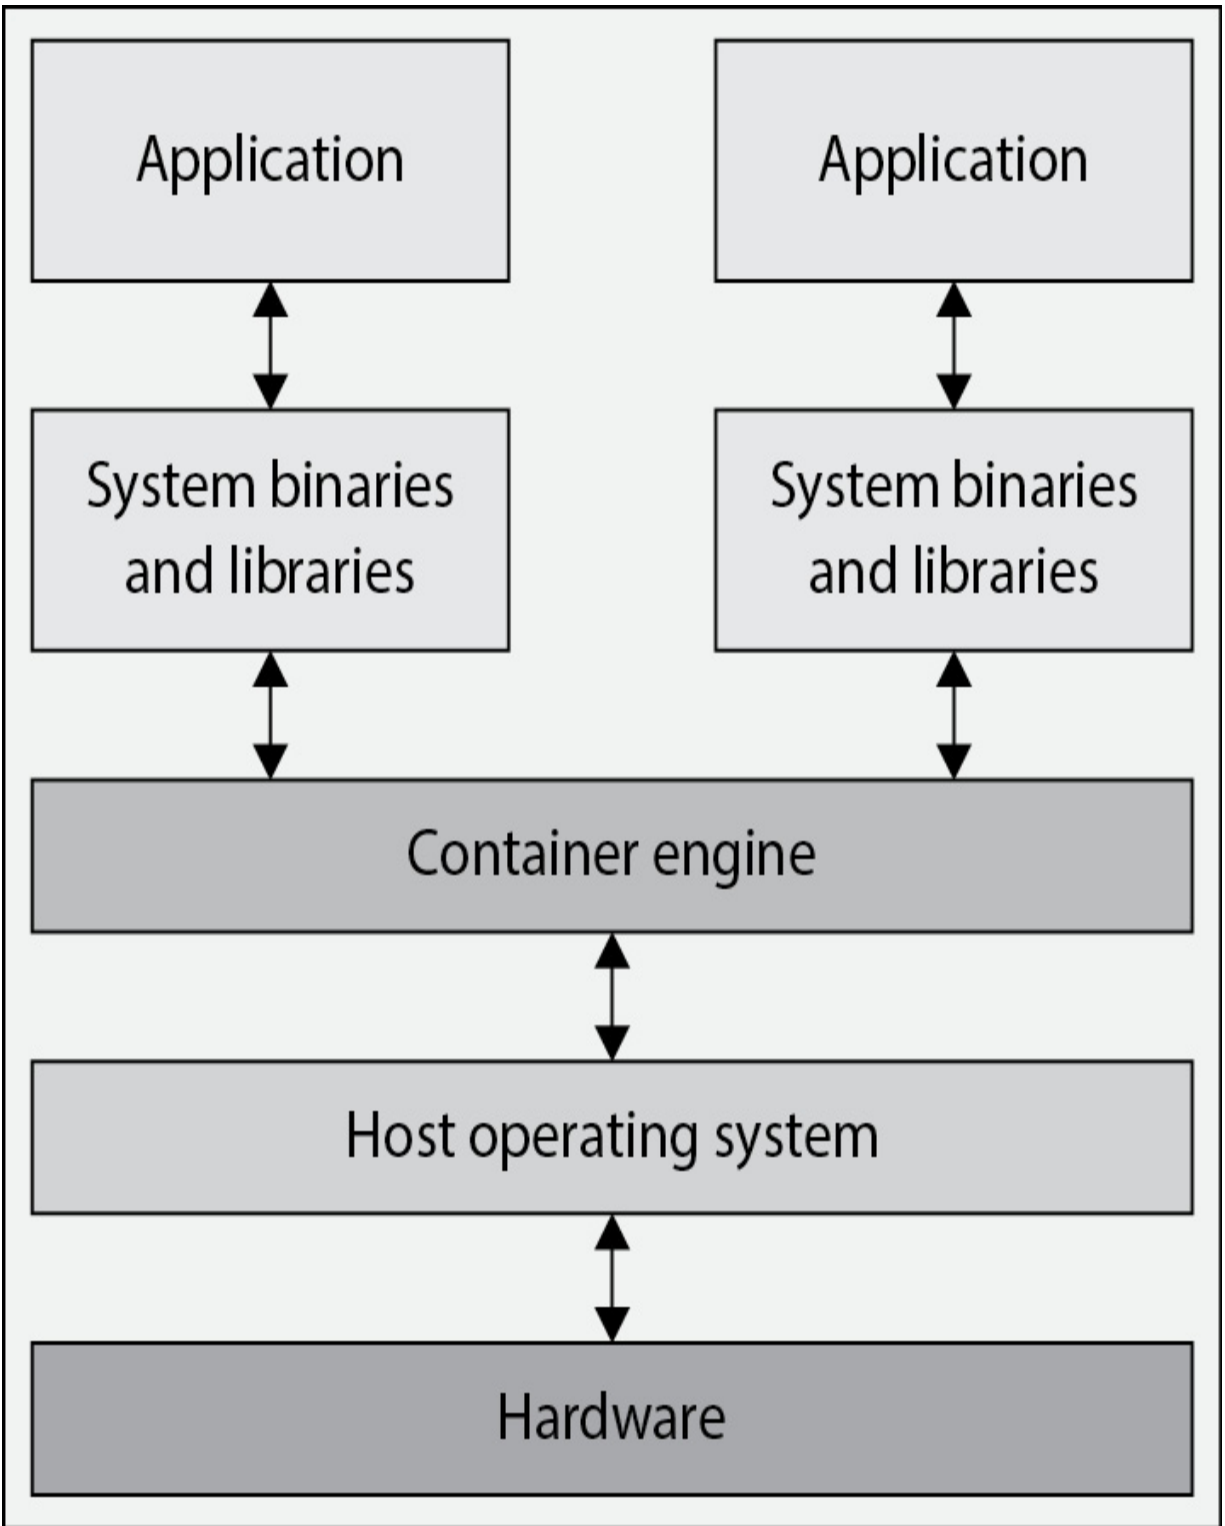 Application
Application
System binaries
and libraries
System binaries
and libraries
Container engine
Host operating system
Hardware